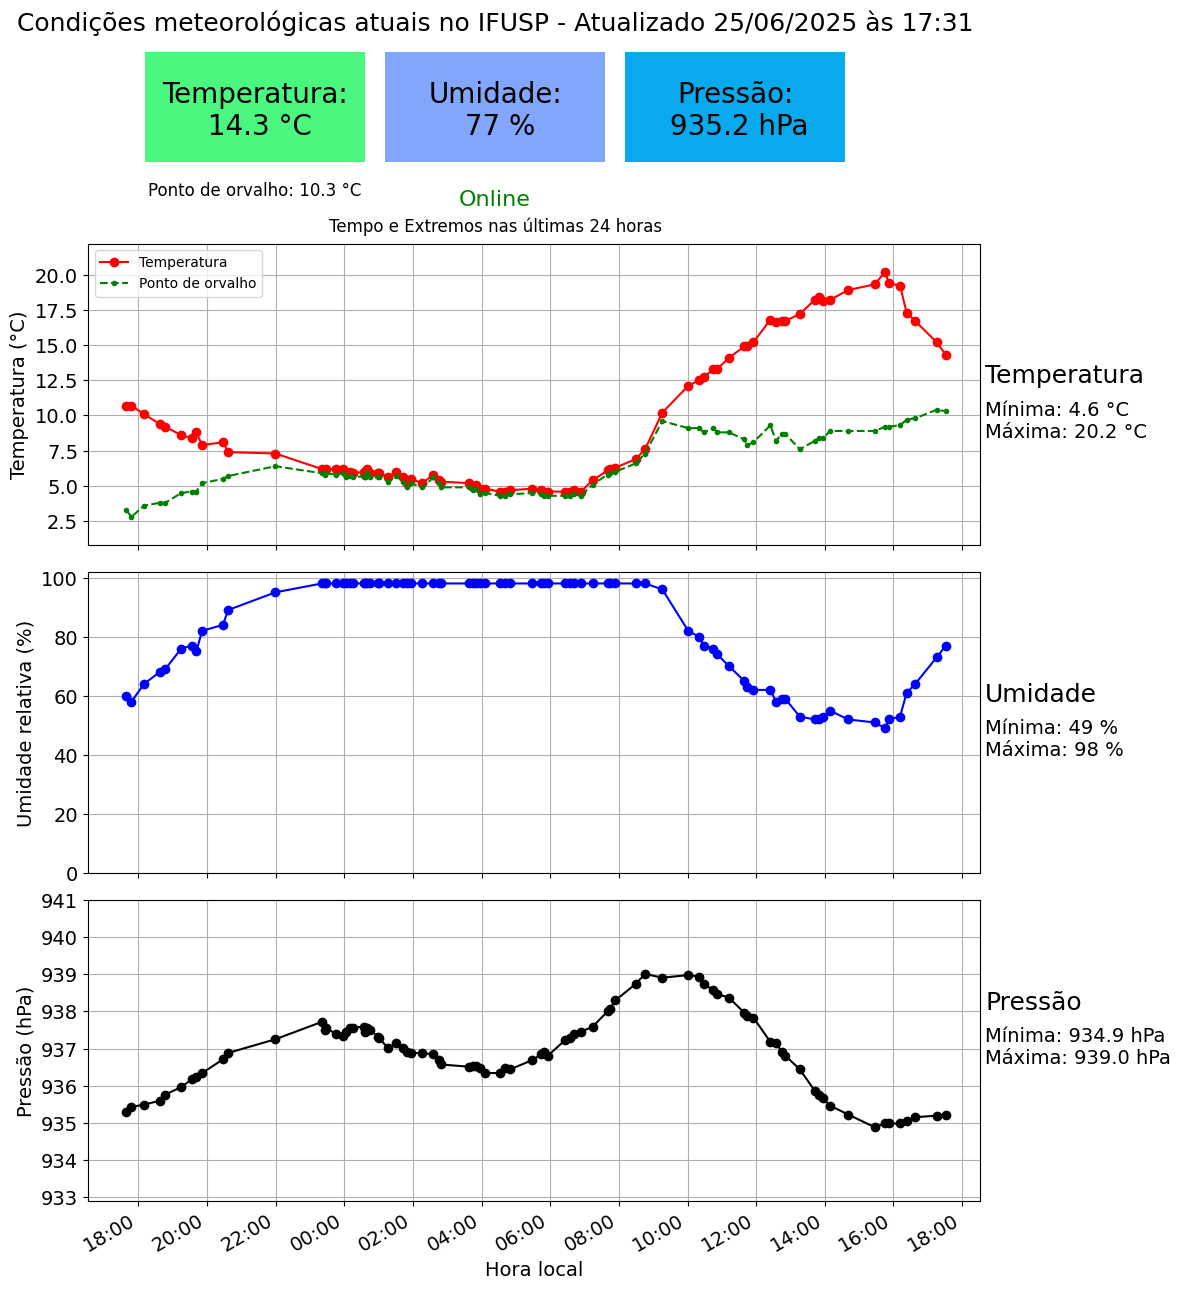 Condições meteorológicas atuais no IFUSP - Atualizado 25/06/2025 às 17:31
Temperatura:
14.3 °C
Umidade:
77 %
Pressão:
935.2 hPa
Ponto de orvalho: 10.3 °C
Online
Tempo e Extremos nas últimas 24 horas
Temperatura
Ponto de orvalho
Temperatura (°C)
20.0
17.5
15.0
12.5
10.0
7.5
5.0
2.5
Temperatura
Mínima: 4.6 °C
Máxima: 20.2 °C
Umidade relativa (%)
100
80
60
40
20
0
Umidade
Mínima: 49 %
Máxima: 98 %
Pressão (hPa)
941
940
939
938
937
936
935
934
933
Pressão
Mínima: 934.9 hPa
Máxima: 939.0 hPa
18:00 20:00 22:00 00:00 02:00 04:00 06:00 08:00 10:00 12:00 14:00 16:00 18:00
Hora local